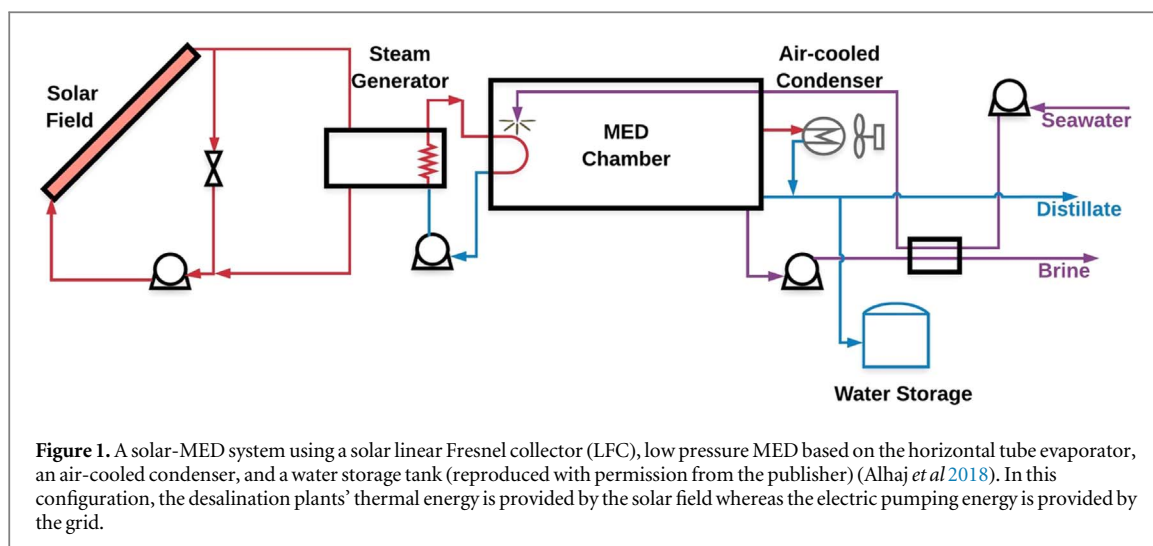 Solar
Field
Steam
Generator
MED
Chamber
Air-cooled
Condenser
Seawater
Distillate
Brine
Water Storage
Figure 1. A solar-MED system using a solar linear Fresnel collector (LFC), low pressure MED based on the horizontal tube evaporator,
an air-cooled condenser, and a water storage tank (reproduced with permission from the publisher) (Alhaj et al 2018). In this
configuration, the desalination plants' thermal energy is provided by the solar field whereas the electric pumping energy is provided by
the grid.